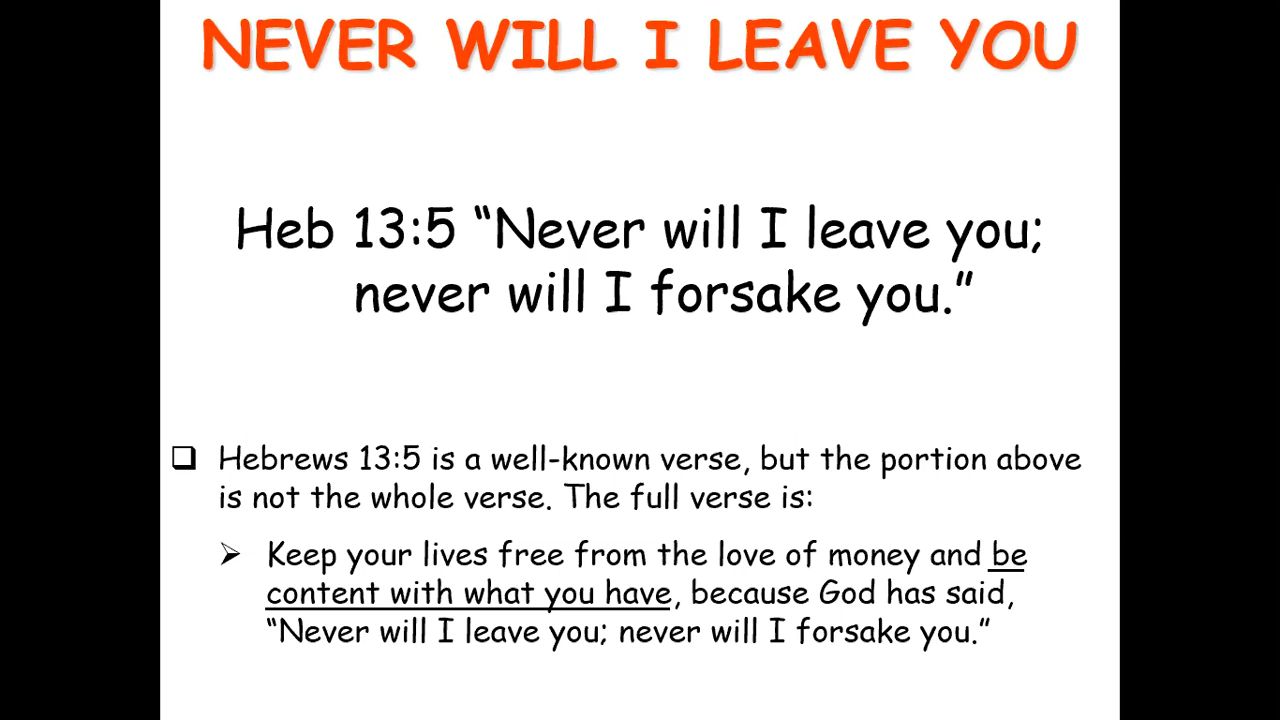 NEVER WILL I LEAVE YOU
Heb 13:5 “Never will I leave you;
never will I forsake you.”
Hebrews 13:5 is a well-known verse, but the portion above
is not the whole verse. The full verse is:
Keep your lives free from the love of money and be
content with what you have, because God has said,
“Never will I leave you; never will I forsake you.”